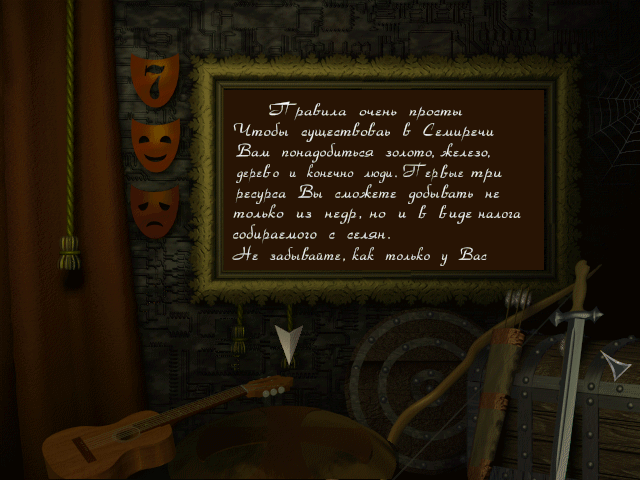 7
Правила очень просты
Чтобы существоваь в Семиречи
Вам понадобиться золото, железо,
дерево и конечно люди. Первые три
ресурса Вы сможете добывать не
только из недр, но и в виде налога
собираемого с селян.
Не забывайте, как только у Вас